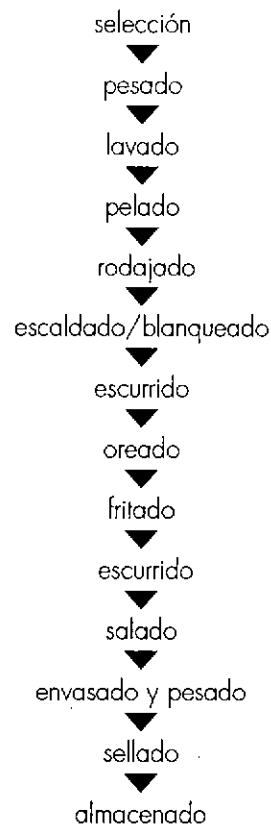 selección
pesado
lavado
pelado
rodajado
escaldado/blanqueado
escurrido
oreado
fritado
escurrido
salado
envasado y pesado
sellado
almacenado